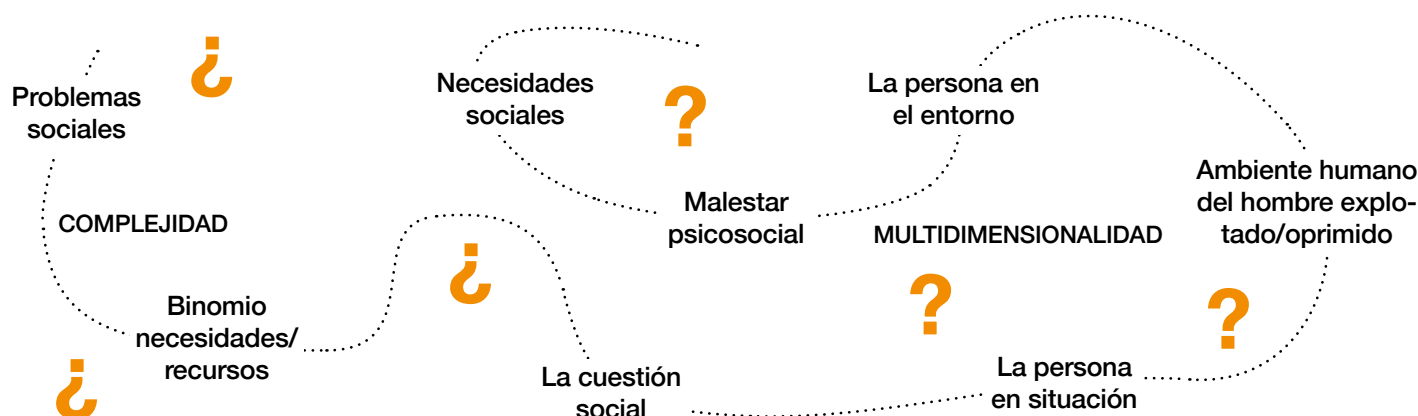 ¿
Problemas
sociales
Necesidades
sociales
?
La persona en
el entorno
Ambiente humano
del hombre explo-
tado/oprimido
COMPLEJIDAD
Malestar
psicosocial
MULTIDIMENSIONALIDAD
¿
?
?
Binomio
necesidades/
recursos
¿
La cuestión
social
La persona
en situación